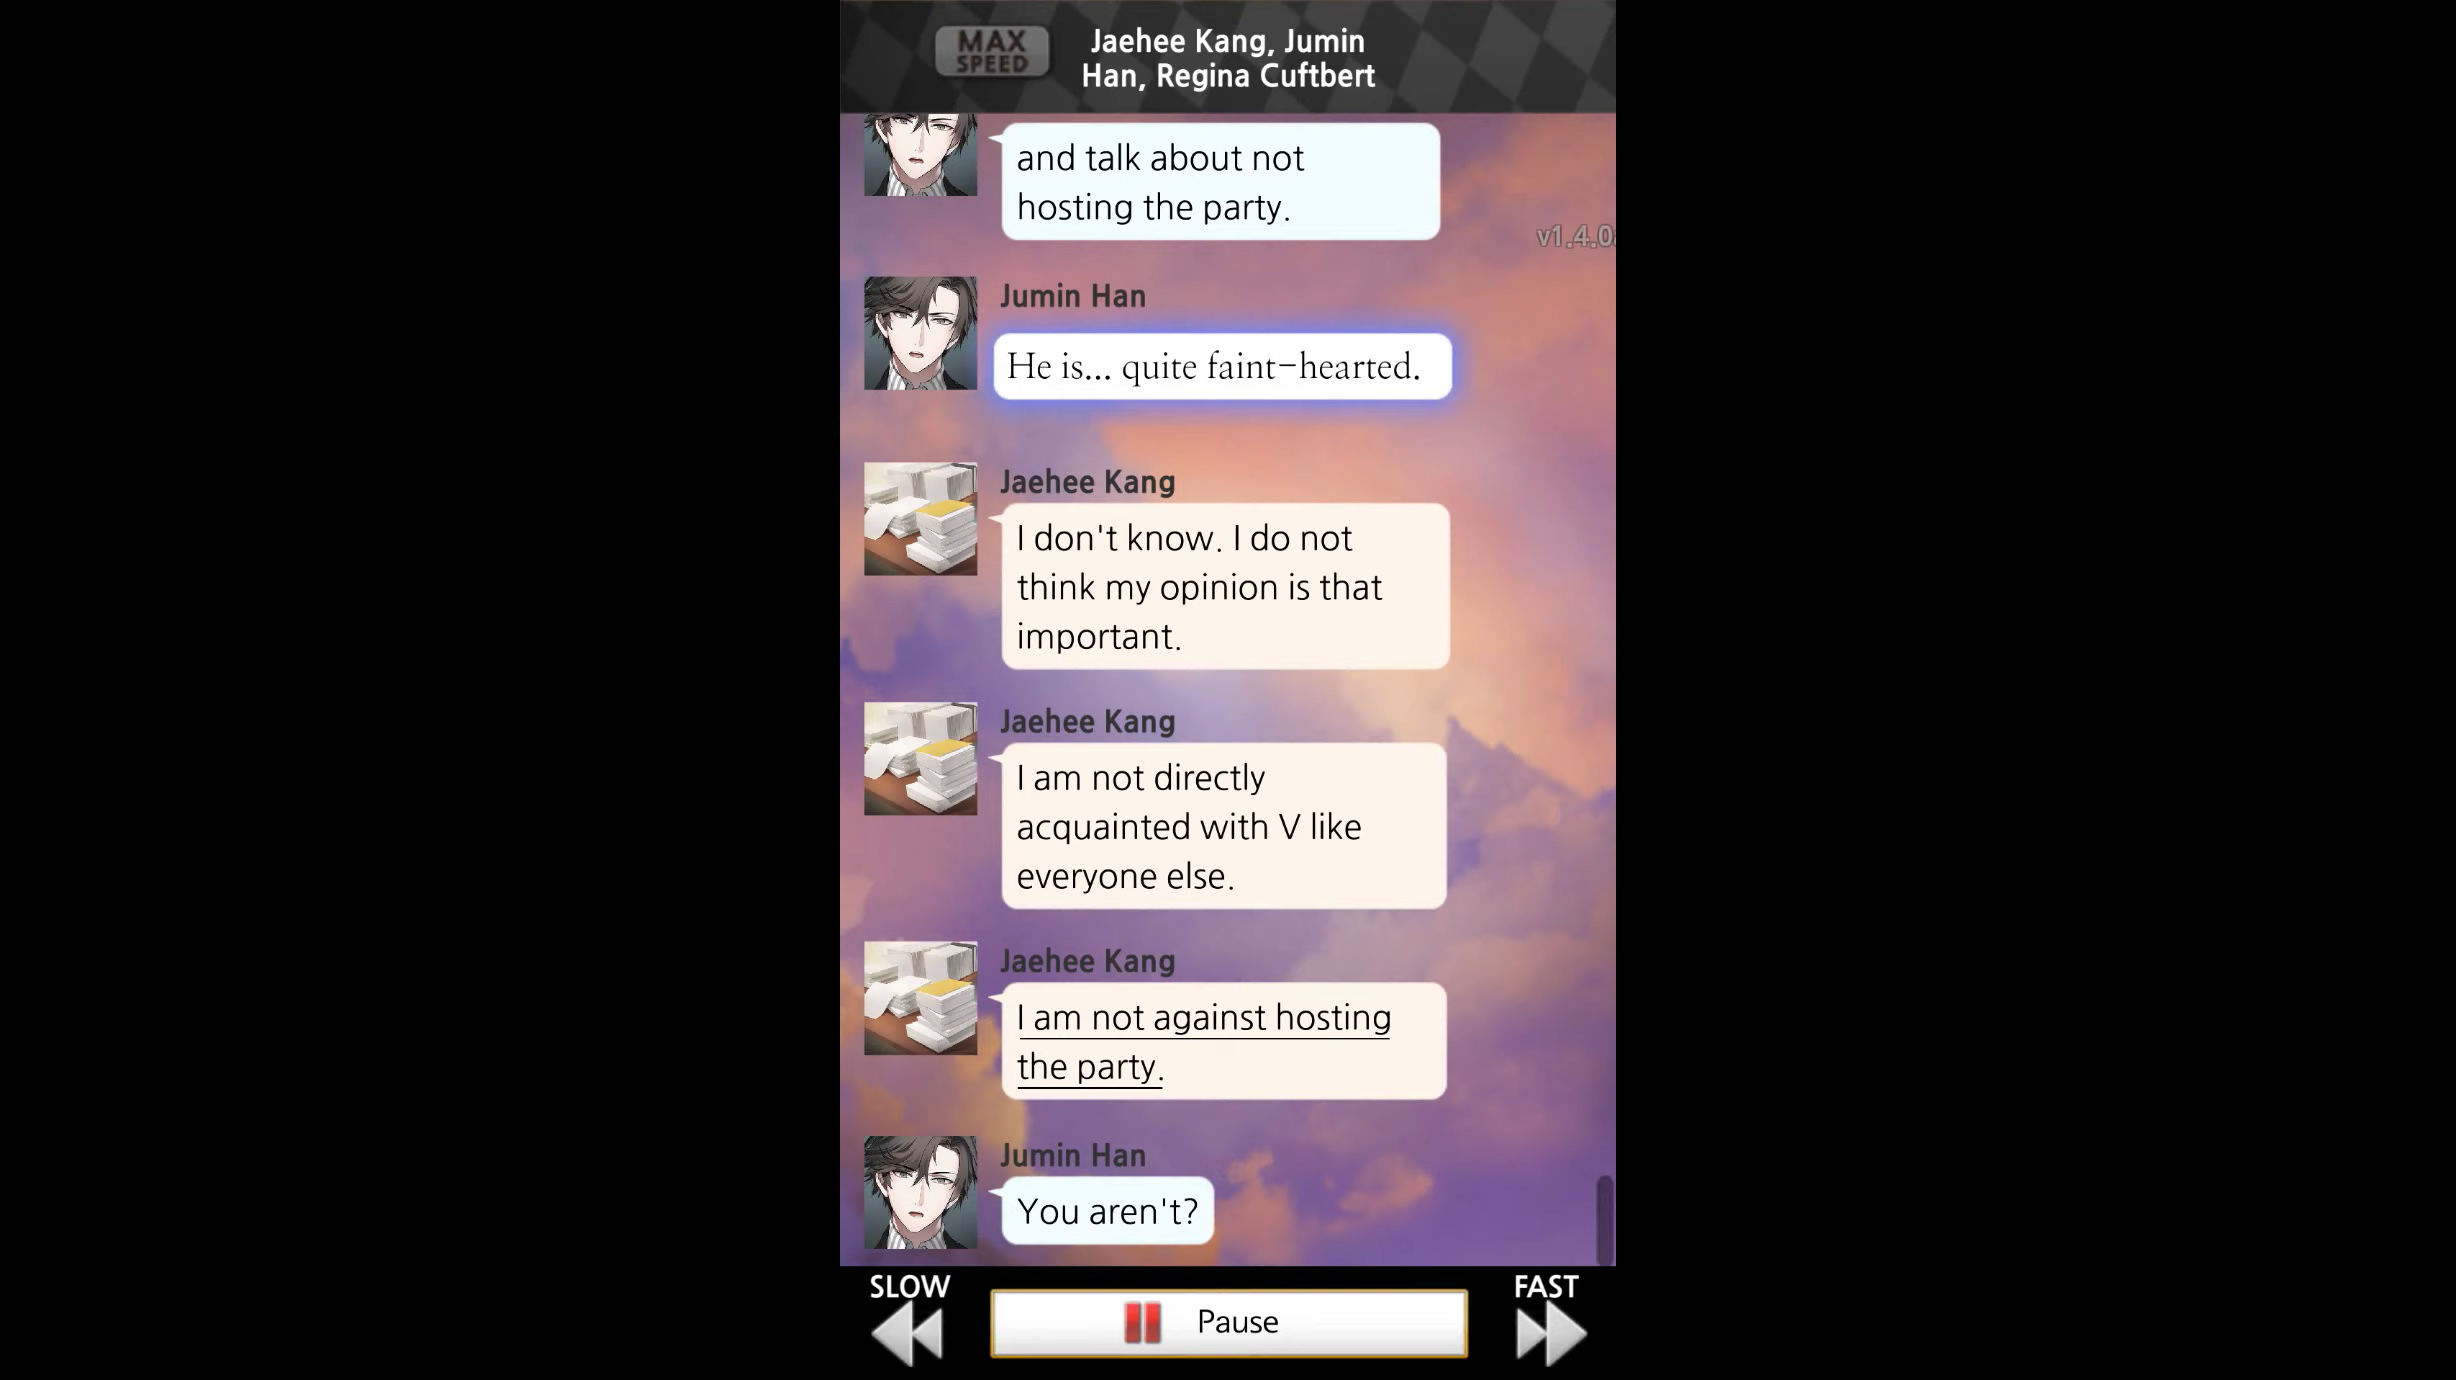 MAX
SPEED
Jaehee Kang, Jumin
Han, Regina Cuftbert
and talk about not
hosting the party.
v1.4.0
Jumin Han
He is... quite faint-hearted.
Jaehee Kang
I don't know. I do not
think my opinion is that
important.
Jaehee Kang
I am not directly
acquainted with V like
everyone else.
Jaehee Kang
I am not against hosting
the party.
Jumin Han
You aren't?
SLOW
Pause
FAST